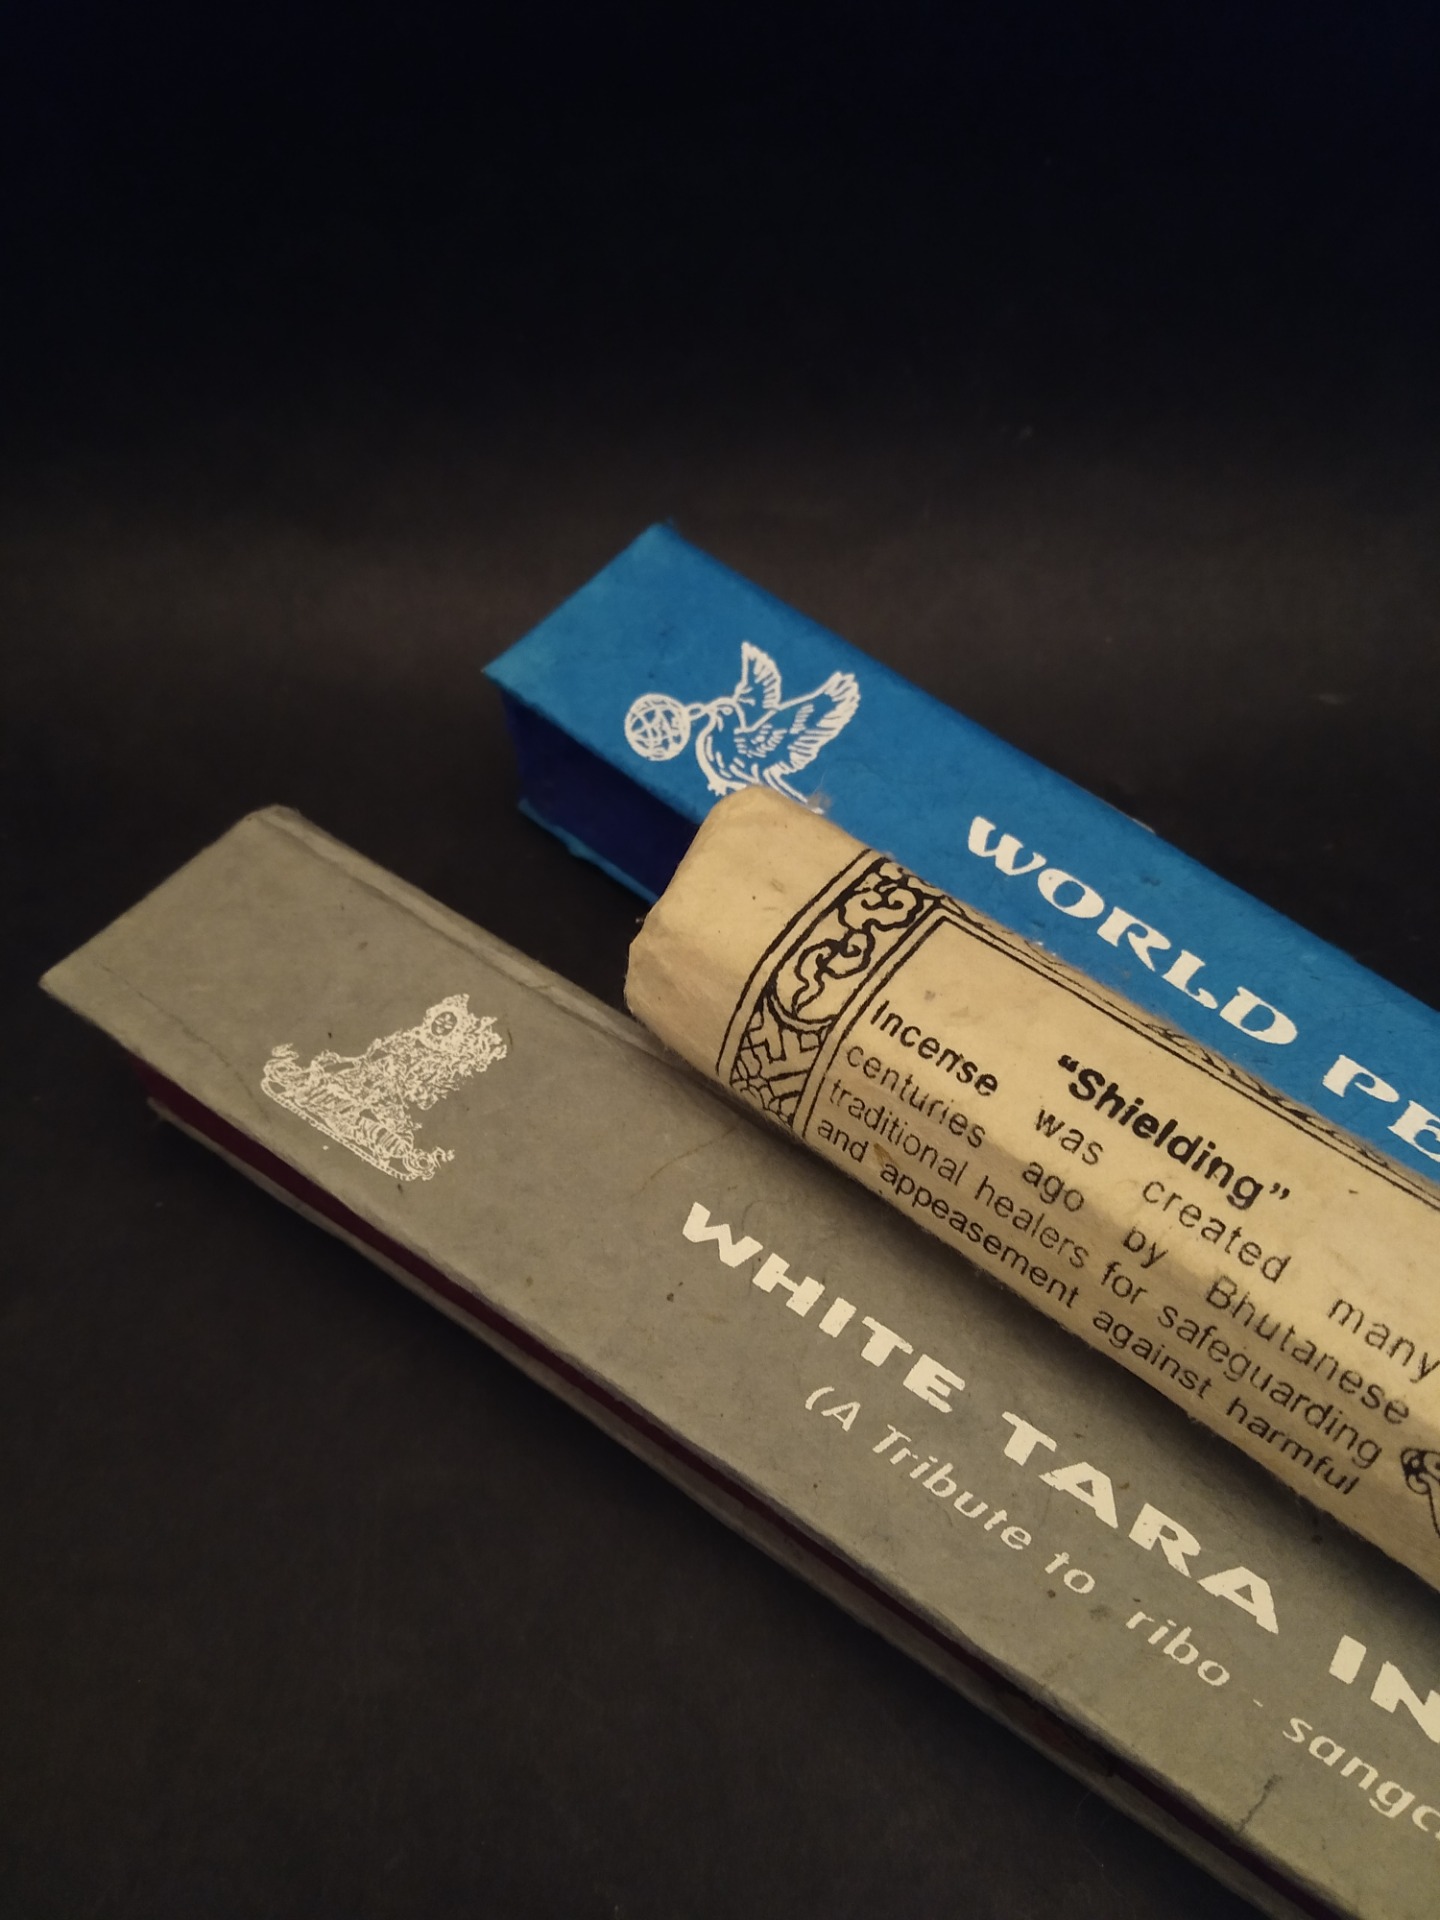 WORLD PE
"Shielding"
Incense was created many
centuries ago by Bhutanese
traditional healers for safeguarding
and appeasement against harmful
WHITE TARA IN
(A Tribute to ribo - sangc